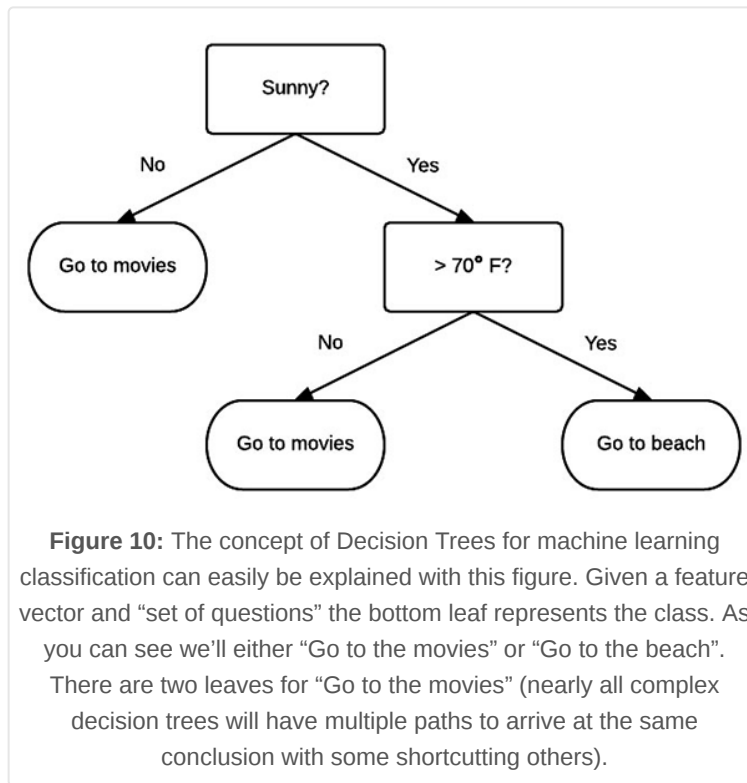 Sunny?
No
Yes
Go to movies
> 70° F?
No
Yes
Go to movies
Go to beach
Figure 10: The concept of Decision Trees for machine learning
classification can easily be explained with this figure. Given a feature
vector and “set of questions” the bottom leaf represents the class. As
you can see we’ll either “Go to the movies” or “Go to the beach”.
There are two leaves for “Go to the movies” (nearly all complex
decision trees will have multiple paths to arrive at the same
conclusion with some shortcutting others).